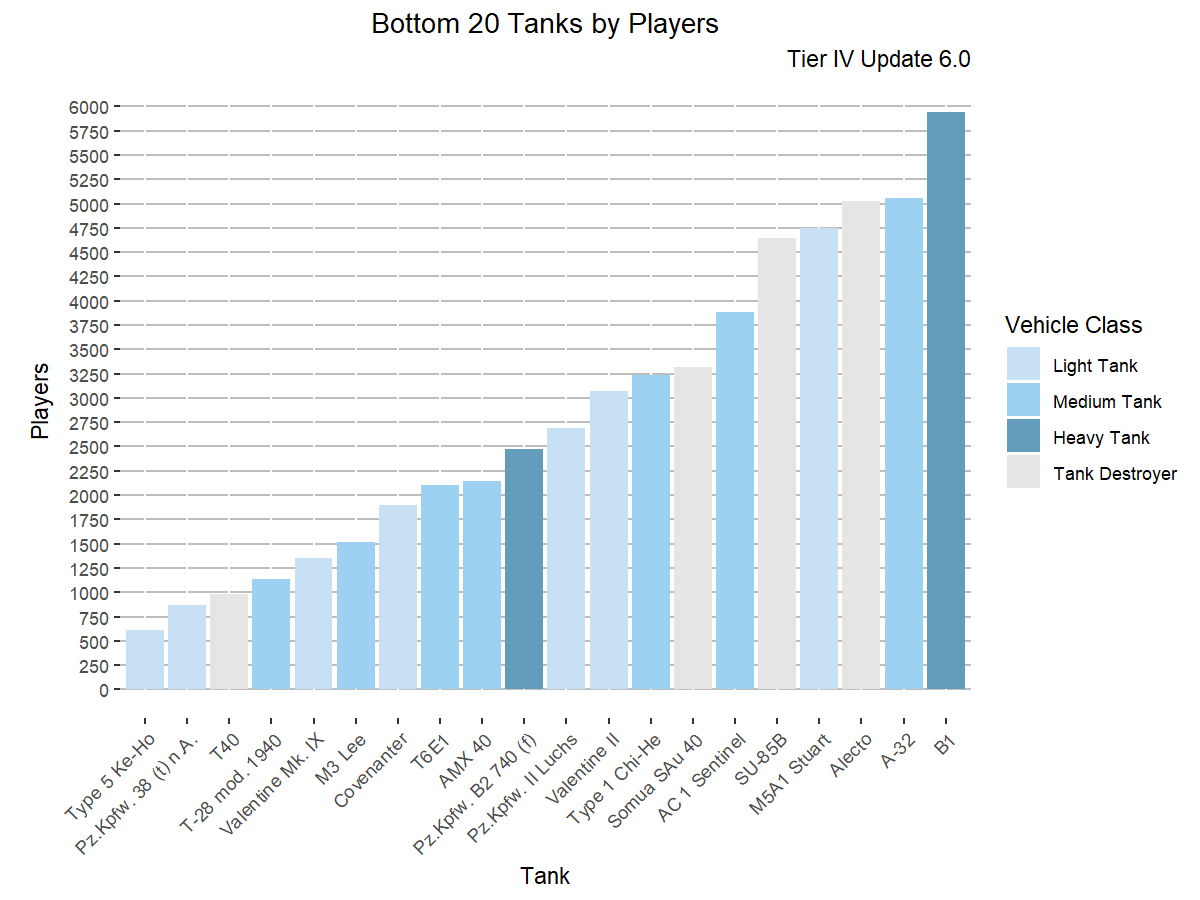 Bottom 20 Tanks by Players
Tier IV Update 6.0
Players
6000
5750
5500
5250
5000
4750
4500
4250
4000
3750
3500
3250
3000
2750
2500
2250
2000
1750
1500
1250
1000
750
500
250
0
Type 5 Ke-Ho
Pz.Kpfw. 38 (t) n.A.
T40
T-28 mod. 1940
Valentine Mk. IX
M3 Lee
Covenanter
T6E1
AMX 40
Pz.Kpfw. B2 740 (f)
Pz.Kpfw. II Luchs
Valentine II
Type 1 Chi-He
Somua SAu 40
AC 1 Sentinel
SU-85B
M5A1 Stuart
Alecto
A-32
B1
Tank
Vehicle Class
Light Tank
Medium Tank
Heavy Tank
Tank Destroyer